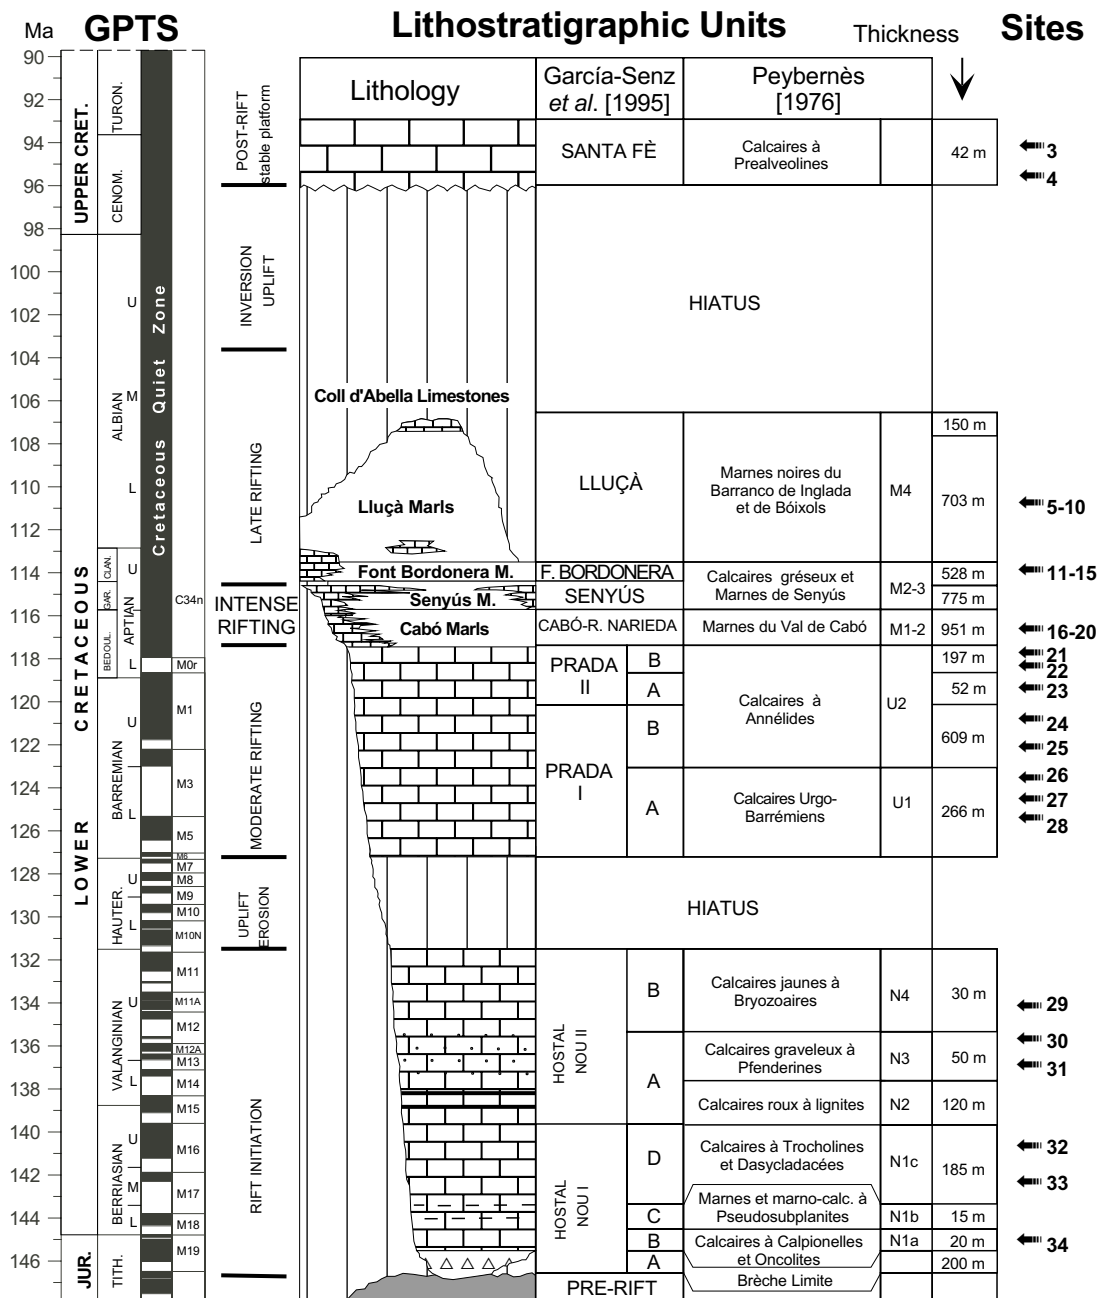 Ma GPTS Lithostratigraphic Units Thickness Sites
Lithology
García-Senz
et al. [1995]
Peybernès
[1976]
90
92
94
96
98
100
102
104
106
108
110
112
114
116
118
120
122
124
126
128
130
132
134
136
138
140
142
144
146
UPPER CRET.
LOWER CRETACEOUS
JUR.
TURON.
CENOM.
ALBIAN
U
M
L
CLAN.
GAR.
BEDOUL.
APTIAN
U
L
BARREMIAN
U
L
HAUTER.
U
L
VALANGINIAN
U
L
BERRIASIAN
U
M
L
TITH.
Cretaceous Quiet Zone
C34n
M0r
M1
M3
M5
M6
M7
M8
M9
M10
M10N
M11
M11A
M12
M12A
M13
M14
M15
M16
M17
M18
M19
POST-RIFT
stable platform
INVERSION
UPLIFT
LATE RIFTING
INTENSE
RIFTING
MODERATE RIFTING
UPLIFT
EROSION
RIFT INITIATION
Coll d'Abella Limestones
Lluçà Marls
Font Bordonera M.
Senyús M.
Cabó Marls
SANTA FÈ
Calcaires à
Prealveolines
42 m
3
4
HIATUS
LLUÇÀ
Marnes noires du
Barranco de Inglada
et de Bóixols
M4
150 m
703 m
5-10
F. BORDONERA
SENYÚS
Calcaires gréseux et
Marnes de Senyús
M2-3
528 m
775 m
11-15
CABÓ-R. NARIEDA
Marnes du Val de Cabó
M1-2
951 m
16-20
PRADA
II
B
A
PRADA
I
B
A
Calcaires à
Annélides
U2
197 m
52 m
609 m
21
22
23
24
25
Calcaires Urgo-
Barrémiens
U1
266 m
26
27
28
HIATUS
HOSTAL
NOU II
B
A
Calcaires jaunes à
Bryozoaires
N4
30 m
29
Calcaires graveleux à
Pfenderines
N3
50 m
30
31
Calcaires roux à lignites
N2
120 m
HOSTAL
NOU I
D
C
B
A
Calcaires à Trocholines
et Dasycladacées
N1c
185 m
32
33
Marnes et marno-calc. à
Pseudosubplanites
N1b
15 m
Calcaires à Calpionelles
et Oncolites
N1a
20 m
34
200 m
Brèche Limite
PRE-RIFT